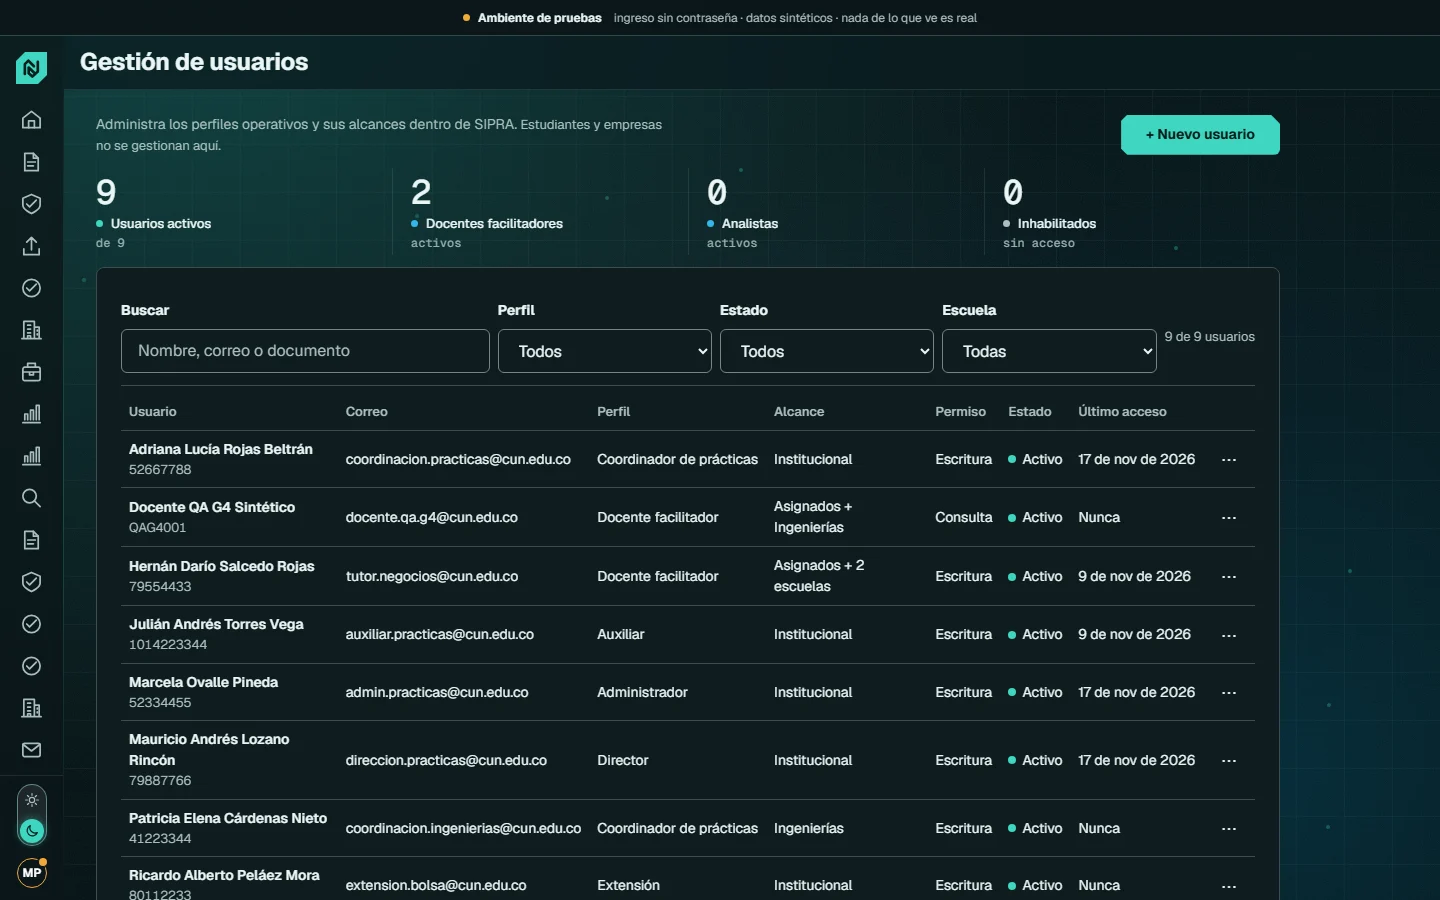 Ambiente de pruebas ingreso sin contraseña · datos sintéticos · nada de lo que ve es real
Gestión de usuarios
Administra los perfiles operativos y sus alcances dentro de SIPRA. Estudiantes y empresas
no se gestionan aquí.
+ Nuevo usuario
9 2 0 0
Usuarios activos Docentes facilitadores Analistas Inhabilitados
de 9 activos activos sin acceso
Buscar Perfil Estado Escuela
Nombre, correo o documento Todos Todos Todas 9 de 9 usuarios
Usuario Correo Perfil Alcance Permiso Estado Último acceso
Adriana Lucía Rojas Beltrán
52667788
coordinacion.practicas@cun.edu.co Coordinador de prácticas Institucional Escritura Activo 17 de nov de 2026 ...
Docente QA G4 Sintético
QAG4001
docente.qa.g4@cun.edu.co Docente facilitador
Asignados +
Ingenierías
Consulta Activo Nunca ...
Hernán Darío Salcedo Rojas
79554433
tutor.negocios@cun.edu.co Docente facilitador
Asignados + 2
escuelas
Escritura Activo 9 de nov de 2026 ...
Julián Andrés Torres Vega
1014223344
auxiliar.practicas@cun.edu.co Auxiliar Institucional Escritura Activo 9 de nov de 2026 ...
Marcela Ovalle Pineda
52334455
admin.practicas@cun.edu.co Administrador Institucional Escritura Activo 17 de nov de 2026 ...
Mauricio Andrés Lozano
Rincón
79887766
direccion.practicas@cun.edu.co Director Institucional Escritura Activo 17 de nov de 2026 ...
Patricia Elena Cárdenas Nieto
41223344
coordinacion.ingenierias@cun.edu.co Coordinador de prácticas Ingenierías Escritura Activo Nunca ...
Ricardo Alberto Peláez Mora
80112233
extension.bolsa@cun.edu.co Extensión Institucional Escritura Activo Nunca ...
MP